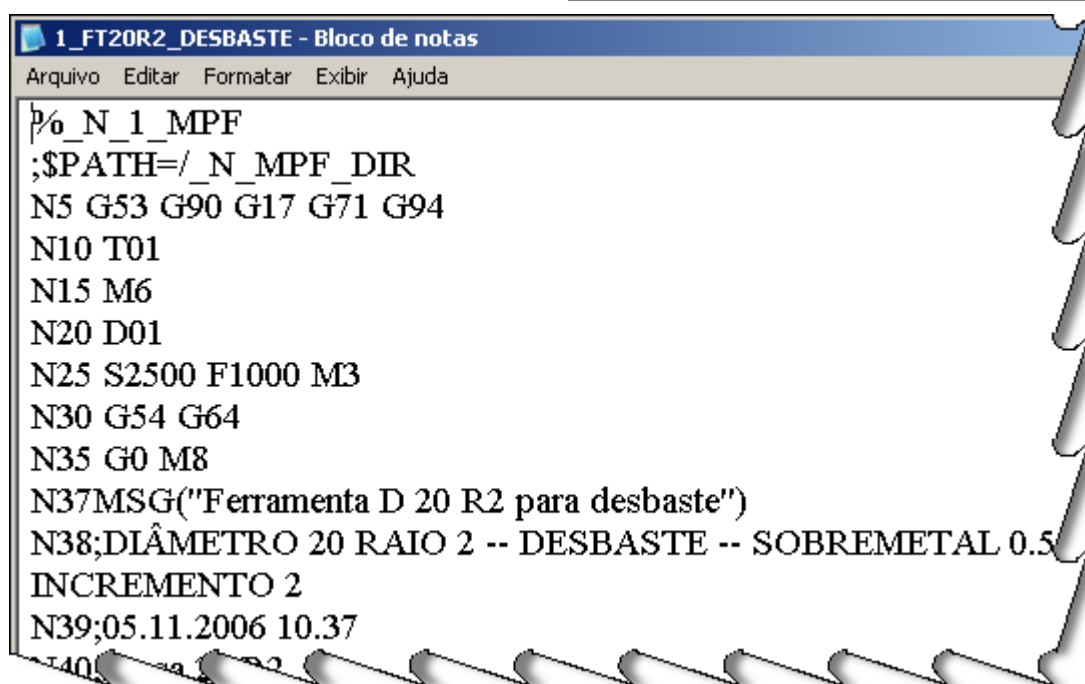 1_FT20R2_DESBASTE - Bloco de notas
Arquivo Editar Formatar Exibir Ajuda
%_N_1_MPF
;$PATH=/_N_MPF_DIR
N5 G53 G90 G17 G71 G94
N10 T01
N15 M6
N20 D01
N25 S2500 F1000 M3
N30 G54 G64
N35 G0 M8
N37MSG("Ferramenta D 20 R2 para desbaste")
N38;DIÂMETRO 20 RAIO 2 -- DESBASTE -- SOBREMETAL 0.5
INCREMENTO 2
N39;05.11.2006 10.37